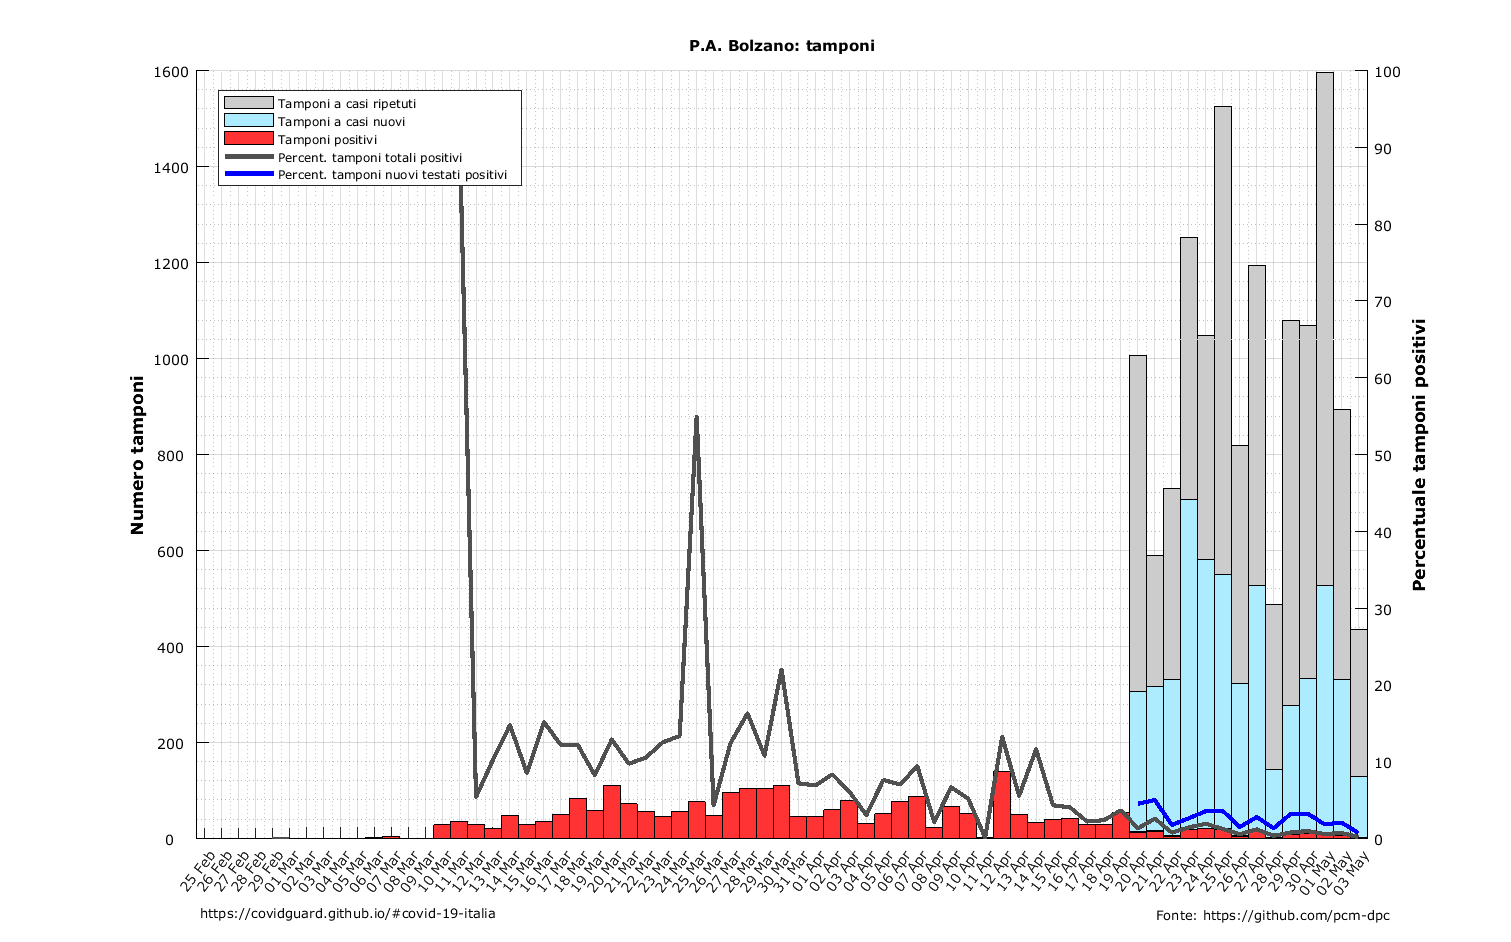 P.A. Bolzano: tamponi
1600
1400
1200
1000
800
600
400
200
0
Numero tamponi
Tamponi a casi ripetuti
Tamponi a casi nuovi
Tamponi positivi
Percent. tamponi totali positivi
Percent. tamponi nuovi testati positivi
100
90
80
70
60
50
40
30
20
10
0
Percentuale tamponi positivi
25 Feb
26 Feb
27 Feb
28 Feb
29 Feb
01 Mar
02 Mar
03 Mar
04 Mar
05 Mar
06 Mar
07 Mar
08 Mar
09 Mar
10 Mar
11 Mar
12 Mar
13 Mar
14 Mar
15 Mar
16 Mar
17 Mar
18 Mar
19 Mar
20 Mar
21 Mar
22 Mar
23 Mar
24 Mar
25 Mar
26 Mar
27 Mar
28 Mar
29 Mar
30 Mar
31 Mar
01 Apr
02 Apr
03 Apr
04 Apr
05 Apr
06 Apr
07 Apr
08 Apr
09 Apr
10 Apr
11 Apr
12 Apr
13 Apr
14 Apr
15 Apr
16 Apr
17 Apr
18 Apr
19 Apr
20 Apr
21 Apr
22 Apr
23 Apr
24 Apr
25 Apr
26 Apr
27 Apr
28 Apr
29 Apr
30 Apr
01 May
02 May
03 May
https://covidguard.github.io/#covid-19-italia
Fonte: https://github.com/pcm-dpc